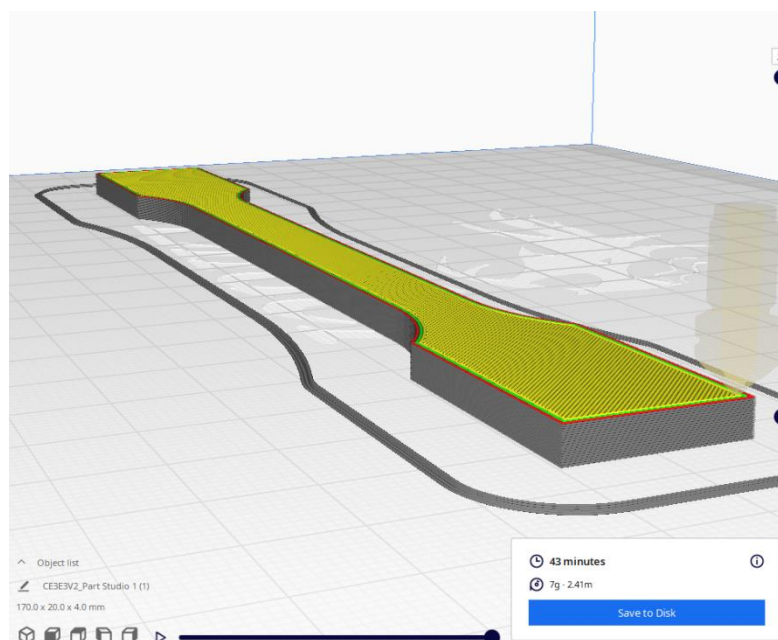 43 minutes
7g · 2.41m
Save to Disk
Object list
CE3E3V2_Part Studio 1 (1)
170.0 x 20.0 x 4.0 mm